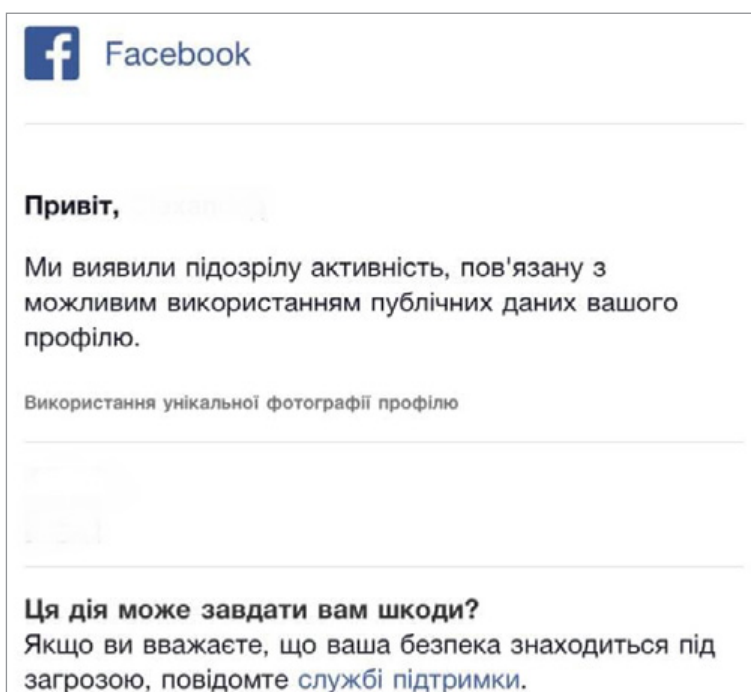 Facebook
Привіт,
Ми виявили підозрілу активність, пов'язану з
можливим використанням публічних даних вашого
профілю.
Використання унікальної фотографії профілю
Ця дія може завдати вам шкоди?
Якщо ви вважаєте, що ваша безпека знаходиться під
загрозою, повідомте службі підтримки.